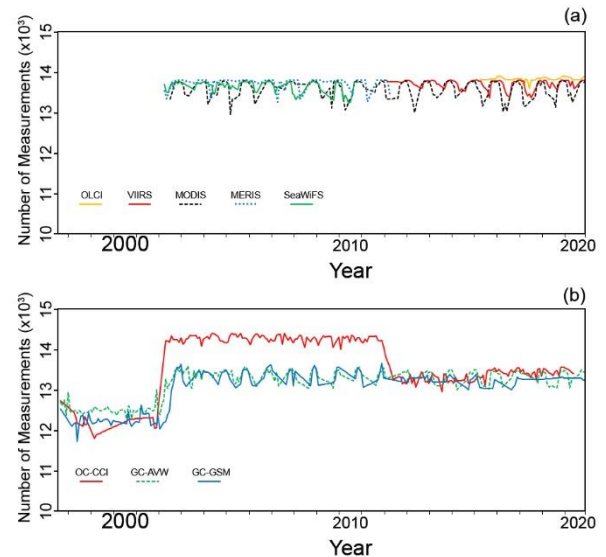 (a)
Number of Measurements (x10³)
15
14
13
12
11
10
OLCI VIIRS MODIS MERIS SeaWiFS
2000 2010 2020
Year
(b)
Number of Measurements (x10³)
15
14
13
12
11
10
OC-CCI GC-AVW GC-GSM
2000 2010 2020
Year